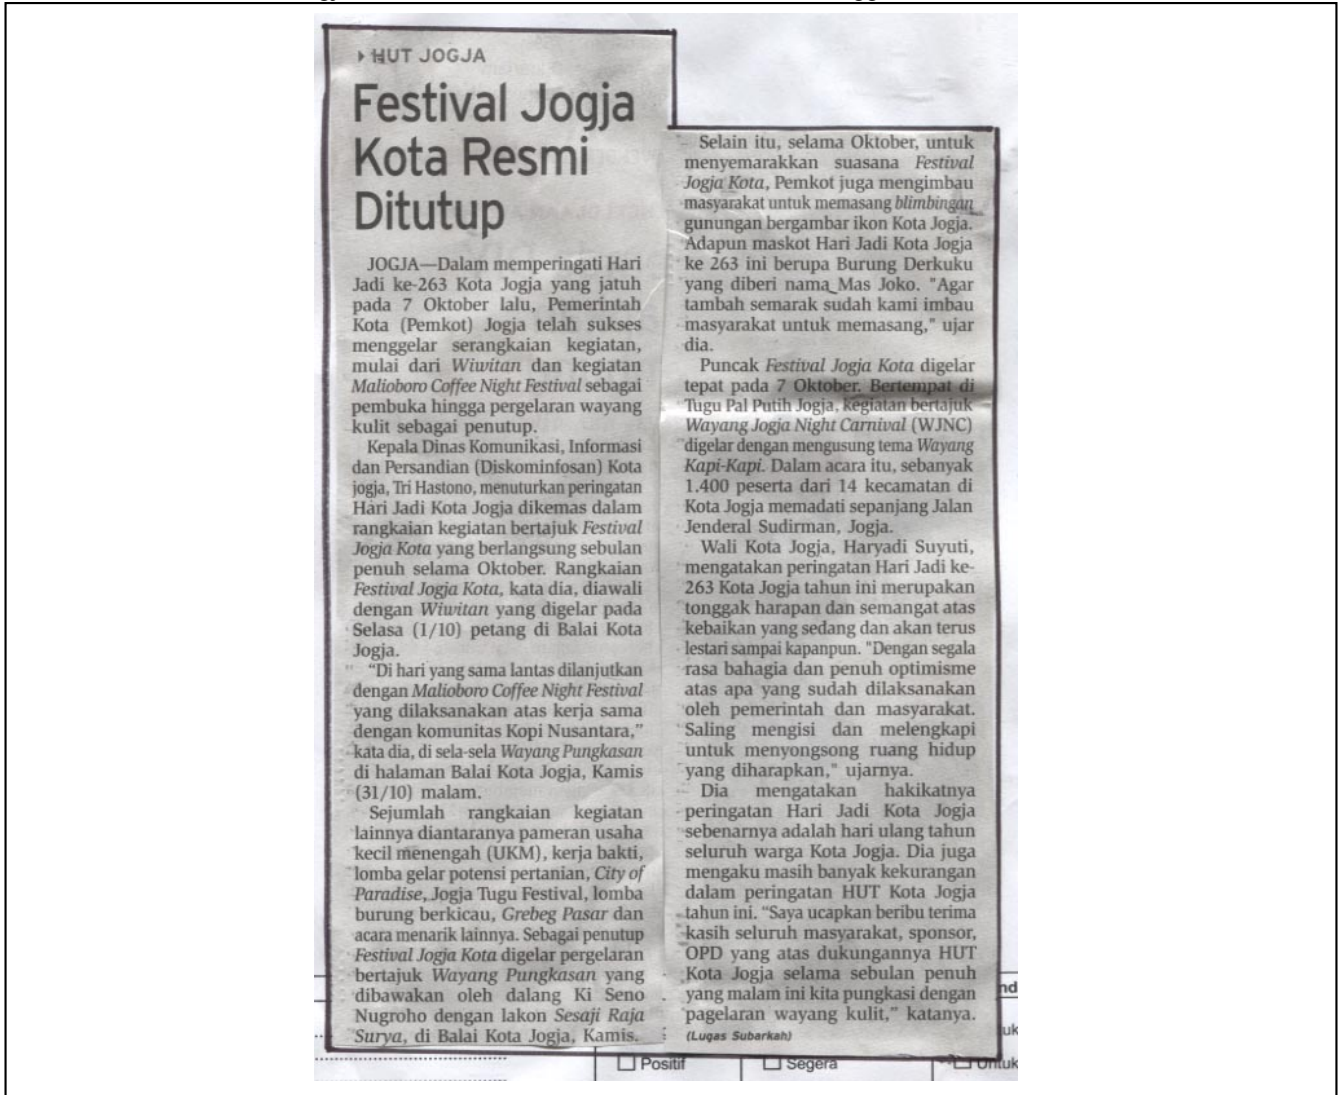 HUT JOGJA
Festival Jogja
Kota Resmi
Ditutup
JOGJA—Dalam memperingati Hari
Jadi ke-263 Kota Jogja yang jatuh
pada 7 Oktober lalu, Pemerintah
Kota (Pemkot) Jogja telah sukses
menggelar serangkaian kegiatan,
mulai dari Wiwitan dan kegiatan
Malioboro Coffee Night Festival sebagai
pembuka hingga pergelaran wayang
kulit sebagai penutup.
Kepala Dinas Komunikasi, Informasi
dan Persandian (Diskominfosan) Kota
jogja, Tri Hastono, menuturkan peringatan
Hari Jadi Kota Jogja dikemas dalam
rangkaian kegiatan bertajuk Festival
Jogja Kota yang berlangsung sebulan
penuh selama Oktober. Rangkaian
Festival Jogja Kota, kata dia, diawali
dengan Wiwitan yang digelar pada
Selasa (1/10) petang di Balai Kota
Jogja.
"Di hari yang sama lantas dilanjutkan
dengan Malioboro Coffee Night Festival
yang dilaksanakan atas kerja sama
dengan komunitas Kopi Nusantara,"
kata dia, di sela-sela Wayang Pungkasan
di halaman Balai Kota Jogja, Kamis
(31/10) malam.
Sejumlah rangkaian kegiatan
lainnya diantaranya pameran usaha
kecil menengah (UKM), kerja bakti,
lomba gelar potensi pertanian, City of
Paradise, Jogja Tugu Festival, lomba
burung berkicau, Grebeg Pasar dan
acara menarik lainnya. Sebagai penutup
Festival Jogja Kota digelar pergelaran
bertajuk Wayang Pungkasan yang
dibawakan oleh dalang Ki Seno
Nugroho dengan lakon Sesaji Raja
Surya, di Balai Kota Jogja, Kamis.
Selain itu, selama Oktober, untuk
menyemarakkan suasana Festival
Jogja Kota, Pemkot juga mengimbau
masyarakat untuk memasang blimbingan
gunungan bergambar ikon Kota Jogja.
Adapun maskot Hari Jadi Kota Jogja
ke 263 ini berupa Burung Derkuku
yang diberi nama Mas Joko. "Agar
tambah semarak sudah kami imbau
masyarakat untuk memasang," ujar
dia.
Puncak Festival Jogja Kota digelar
tepat pada 7 Oktober. Bertempat di
Tugu Pal Putih Jogja, kegiatan bertajuk
Wayang Jogja Night Carnival (WJNC)
digelar dengan mengusung tema Wayang
Kapi-Kapi. Dalam acara itu, sebanyak
1.400 peserta dari 14 kecamatan di
Kota Jogja memadati sepanjang Jalan
Jenderal Sudirman, Jogja.
Wali Kota Jogja, Haryadi Suyuti,
mengatakan peringatan Hari Jadi ke-
263 Kota Jogja tahun ini merupakan
tonggak harapan dan semangat atas
kebaikan yang sedang dan akan terus
lestari sampai kapanpun. "Dengan segala
rasa bahagia dan penuh optimisme
atas apa yang sudah dilaksanakan
oleh pemerintah dan masyarakat.
Saling mengisi dan melengkapi
untuk menyongsong ruang hidup
yang diharapkan," ujarnya.
Dia mengatakan hakikatnya
peringatan Hari Jadi Kota Jogja
sebenarnya adalah hari ulang tahun
seluruh warga Kota Jogja. Dia juga
mengaku masih banyak kekurangan
dalam peringatan HUT Kota Jogja
tahun ini. "Saya ucapkan beribu terima
kasih seluruh masyarakat, sponsor,
OPD yang atas dukungannya HUT
Kota Jogja selama sebulan penuh
yang malam ini kita pungkasi dengan
pagelaran wayang kulit," katanya.
(Lugas Subarkah)
Positif Segera Untuk